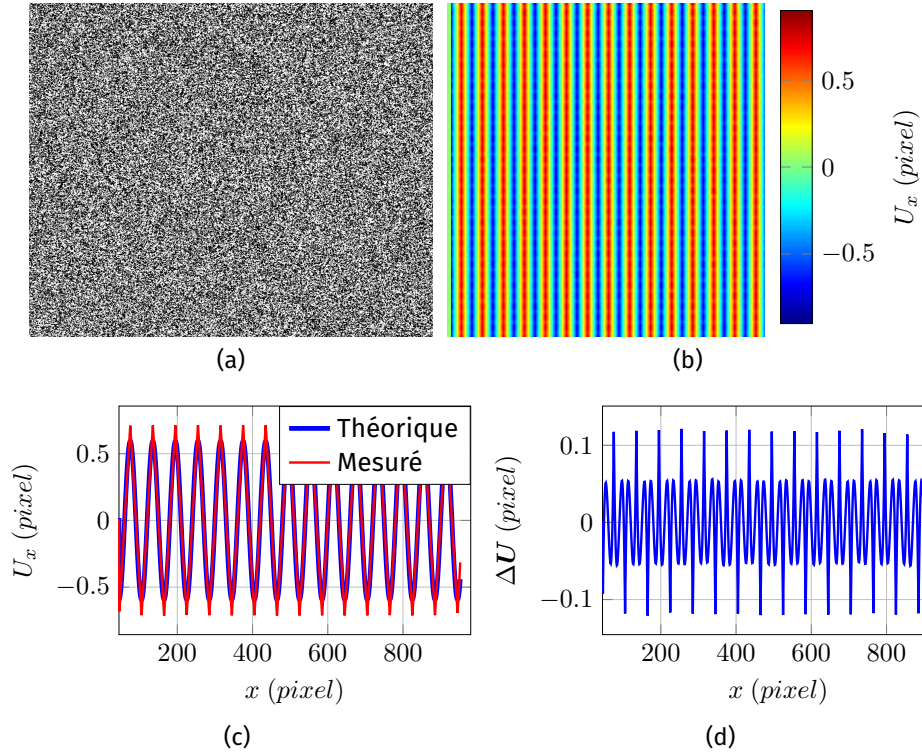 0.5
0
−0.5
U_x (pixel)
(a)
(b)
0.5
0
−0.5
U_x (pixel)
200
400
600
800
x (pixel)
Théorique
Mesuré
0.1
0
−0.1
ΔU (pixel)
200
400
600
800
x (pixel)
(c)
(d)